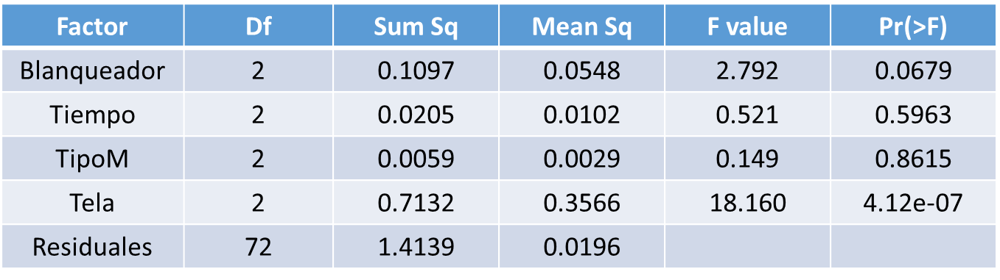 Factor Df Sum Sq Mean Sq F value Pr(>F)
Blanqueador 2 0.1097 0.0548 2.792 0.0679
Tiempo 2 0.0205 0.0102 0.521 0.5963
TipoM 2 0.0059 0.0029 0.149 0.8615
Tela 2 0.7132 0.3566 18.160 4.12e-07
Residuales 72 1.4139 0.0196